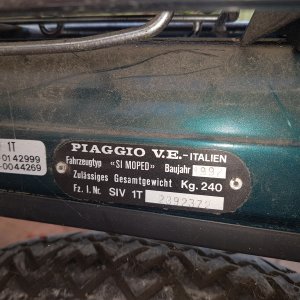 1T
0142999
-0044269
PIAGGIO V.E.-ITALIEN
Fahrzeugtyp «SI MOPED» Baujahr
Zulässiges Gesamtgewicht Kg. 240
Fz. I. Nr. SIV 1T